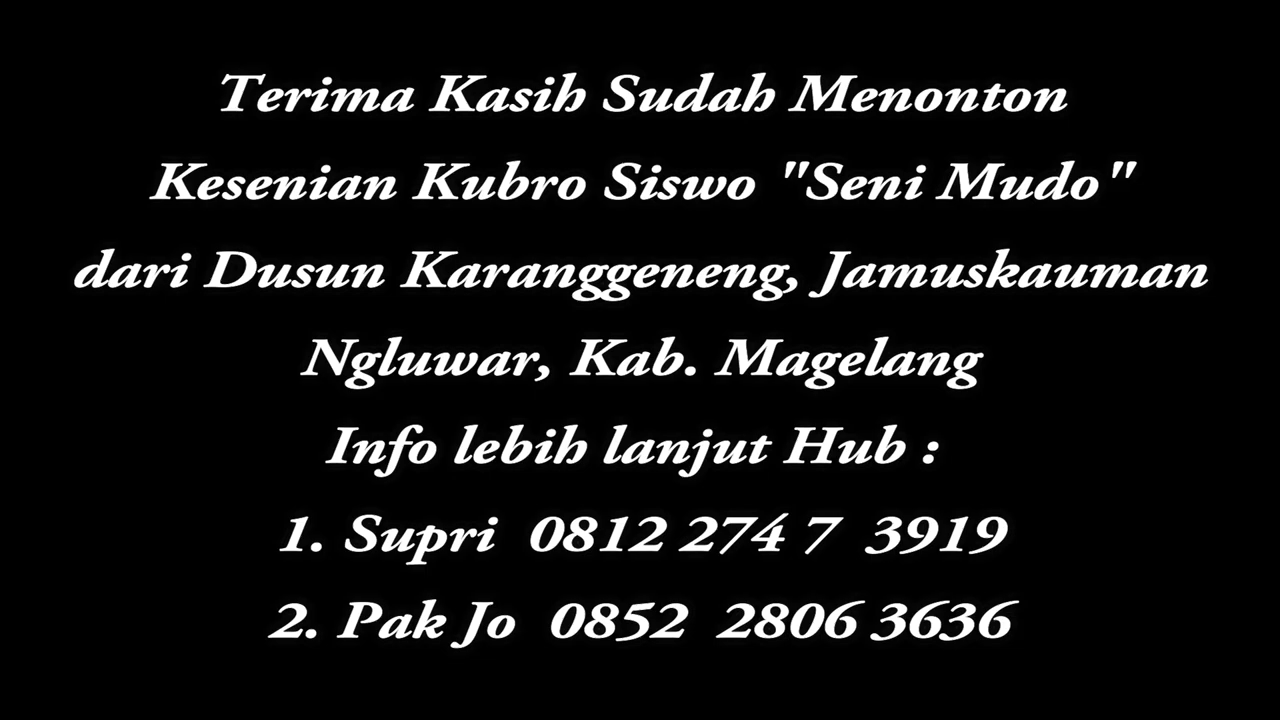 Terima Kasih Sudah Menonton
Kesenian Kubro Siswo "Seni Mudo"
dari Dusun Karanggeneng, Jamuskauman
Ngluwar, Kab. Magelang
Info lebih lanjut Hub :
1. Supri  0812 274 7  3919
2. Pak Jo  0852  2806 3636